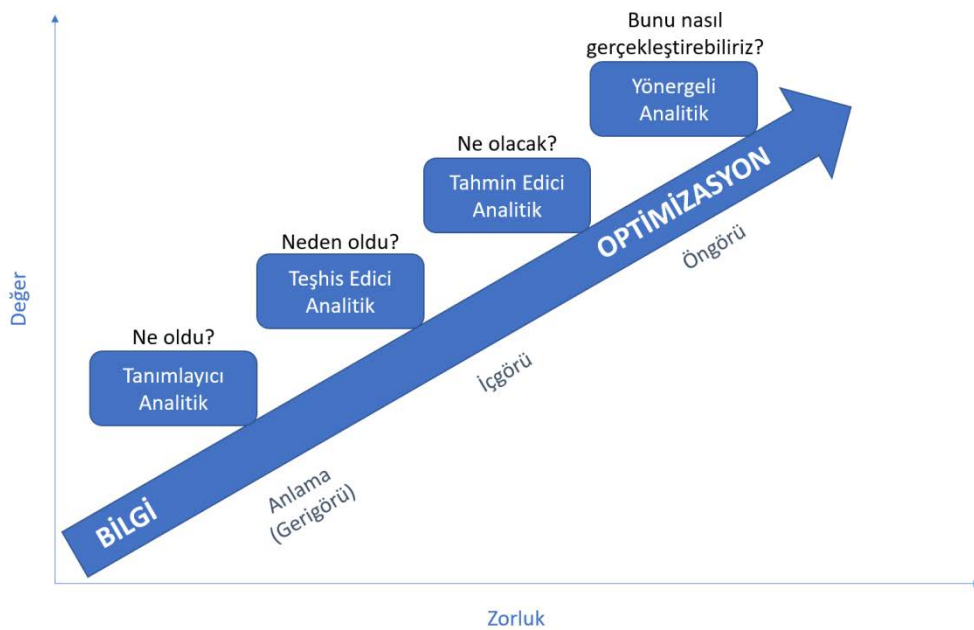 Bunu nasıl
gerçekleştirebiliriz?
Yönergeli
Analitik
Ne olacak?
Tahmin Edici
Analitik
Neden oldu?
Teşhis Edici
Analitik
Ne oldu?
Tanımlayıcı
Analitik
OPTİMİZASYON
BİLGİ
Öngörü
İçgörü
Anlama
(Gerigörü)
Değer
Zorluk